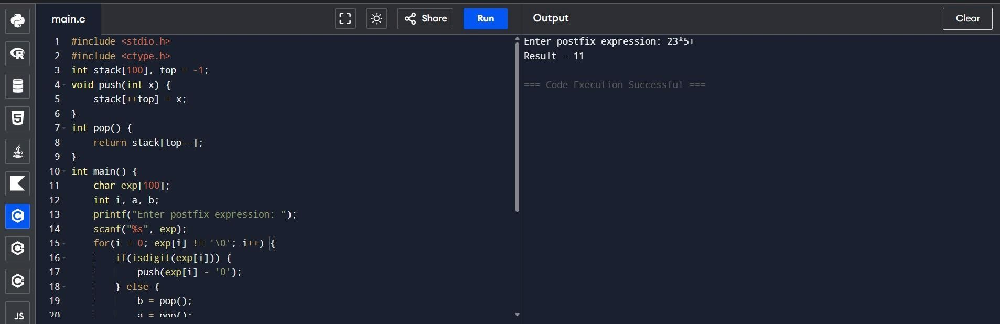 main.c
Share
Run
Output
Clear
1 #include <stdio.h>
2 #include <ctype.h>
3 int stack[100], top = -1;
4 void push(int x) {
5     stack[++top] = x;
6 }
7 int pop() {
8     return stack[top--];
9 }
10 int main() {
11     char exp[100];
12     int i, a, b;
13     printf("Enter postfix expression: ");
14     scanf("%s", exp);
15     for(i = 0; exp[i] != '\0'; i++) {
16         if(isdigit(exp[i])) {
17             push(exp[i] - '0');
18         } else {
19             b = pop();
20             a = pop();
Enter postfix expression: 23*5+
Result = 11
=== Code Execution Successful ===
R
5
C
C
C
JS